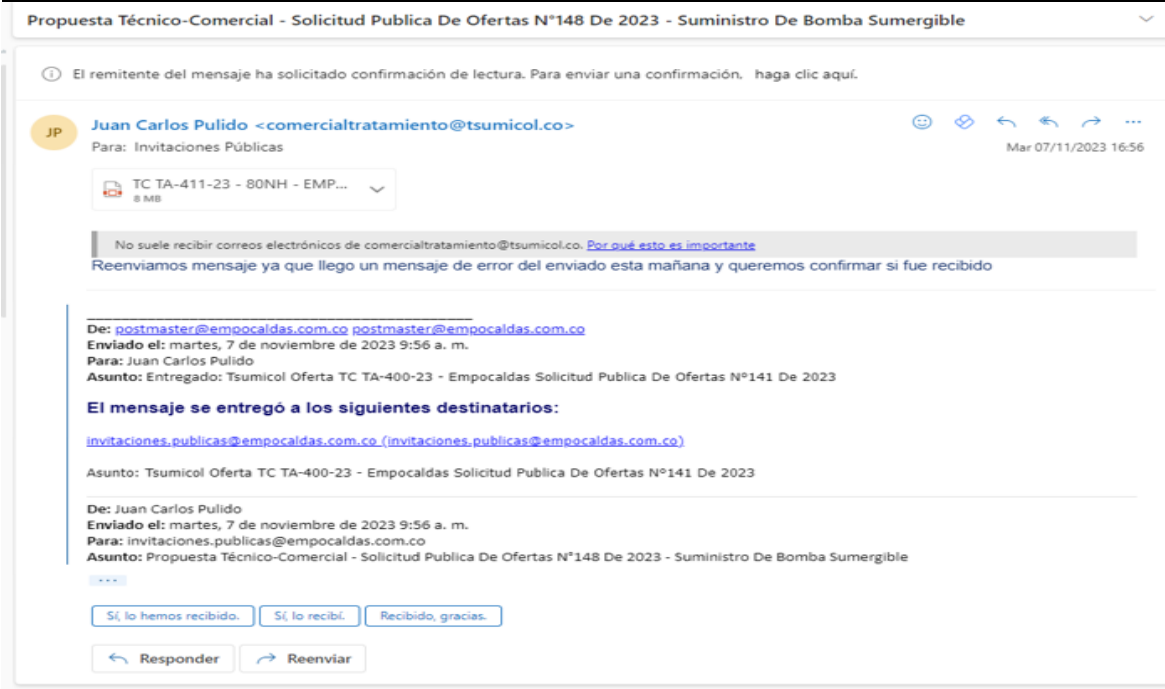 Propuesta Técnico-Comercial - Solicitud Publica De Ofertas N°148 De 2023 - Suministro De Bomba Sumergible
El remitente del mensaje ha solicitado confirmación de lectura. Para enviar una confirmación, haga clic aquí.
JP
Juan Carlos Pulido <comercialtratamiento@tsumicol.co>
Para: Invitaciones Públicas
Mar 07/11/2023 16:56
TC TA-411-23 - 80NH - EMP...
8 MB
No suele recibir correos electrónicos de comercialtratamiento@tsumicol.co. Por qué esto es importante
Reenviamos mensaje ya que llego un mensaje de error del enviado esta mañana y queremos confirmar si fue recibido
De: postmaster@empocaldas.com.co postmaster@empocaldas.com.co
Enviado el: martes, 7 de noviembre de 2023 9:56 a. m.
Para: Juan Carlos Pulido
Asunto: Entregado: Tsumicol Oferta TC TA-400-23 - Empocaldas Solicitud Publica De Ofertas Nº141 De 2023
El mensaje se entregó a los siguientes destinatarios:
invitaciones.publicas@empocaldas.com.co (invitaciones.publicas@empocaldas.com.co)
Asunto: Tsumicol Oferta TC TA-400-23 - Empocaldas Solicitud Publica De Ofertas Nº141 De 2023
De: Juan Carlos Pulido
Enviado el: martes, 7 de noviembre de 2023 9:56 a. m.
Para: invitaciones.publicas@empocaldas.com.co
Asunto: Propuesta Técnico-Comercial - Solicitud Publica De Ofertas N°148 De 2023 - Suministro De Bomba Sumergible
...
Sí, lo hemos recibido. Sí, lo recibí. Recibido, gracias.
Responder Reenviar